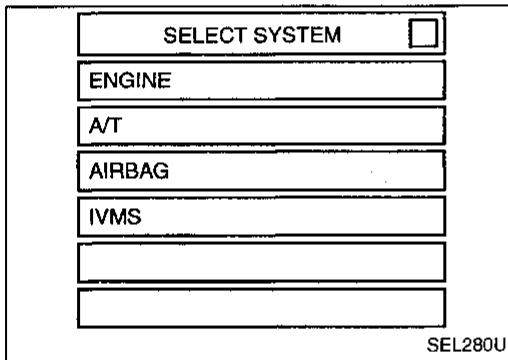 SELECT SYSTEM
ENGINE
A/T
AIRBAG
IVMS
SEL280U